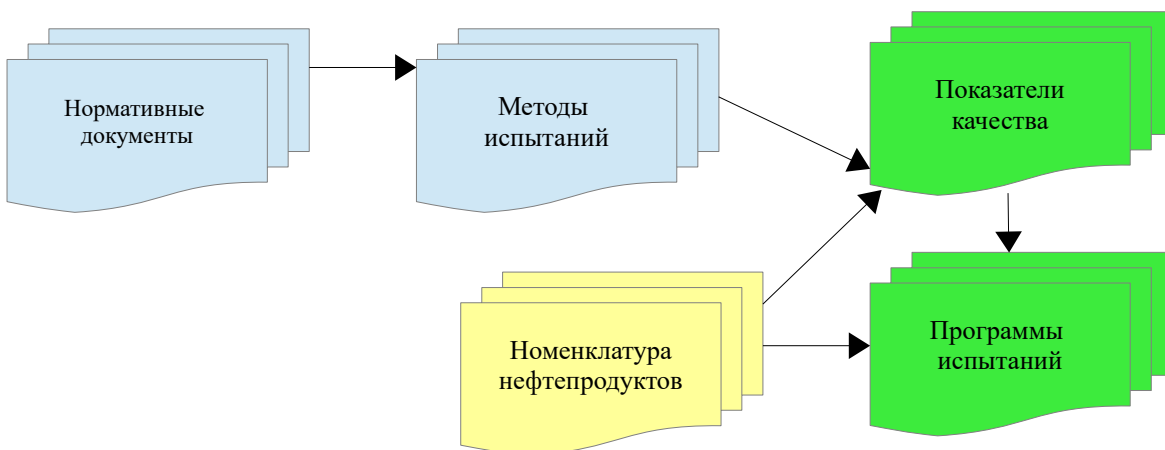 Нормативные
документы
Методы
испытаний
Показатели
качества
Номенклатура
нефтепродуктов
Программы
испытаний